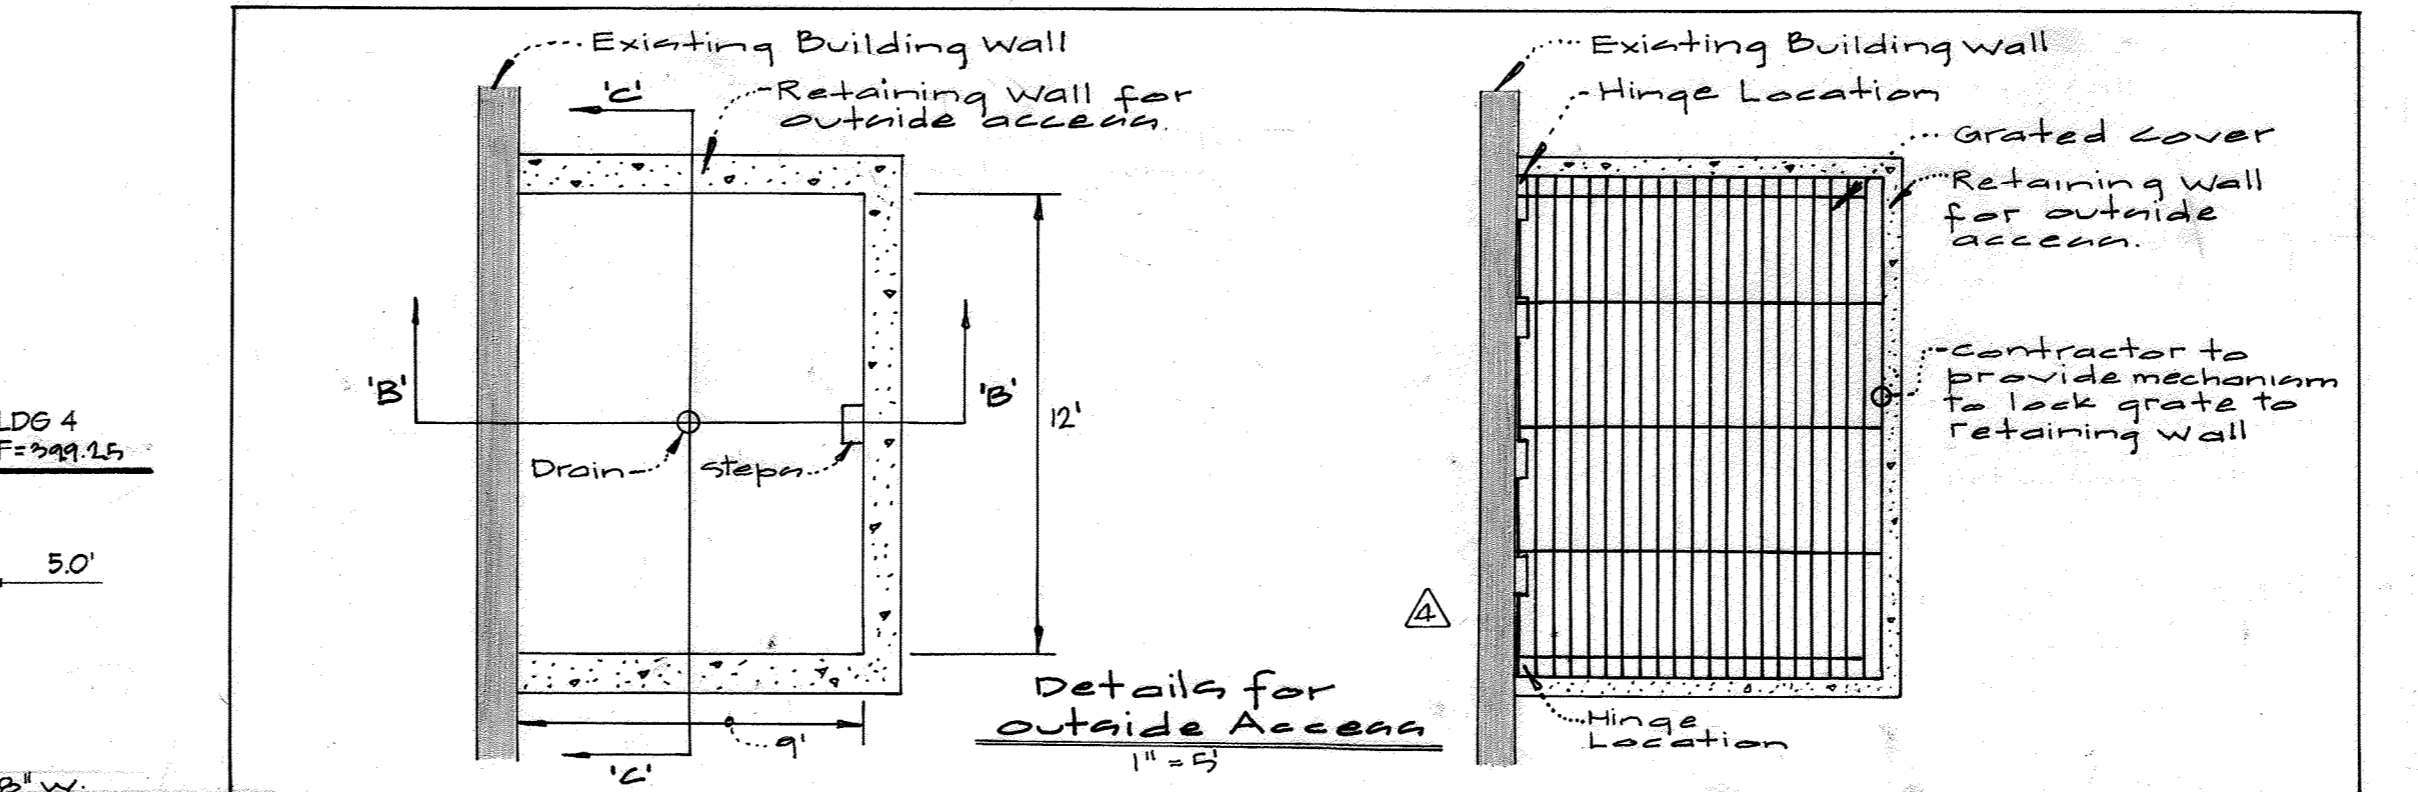 Existing Building Wall
'C'
Retaining Wall for
outside access.
'B'
'B'
12'
Drain
steps
9'
'C'
Details for
outside Access
1" = 5'
LDG 4
F=399.25
5.0'
8" W.
Existing Building Wall
Hinge Location
Grated Cover
Retaining Wall
for outside
access.
contractor to
provide mechanism
to lock grate to
retaining wall
4
Hinge
Location